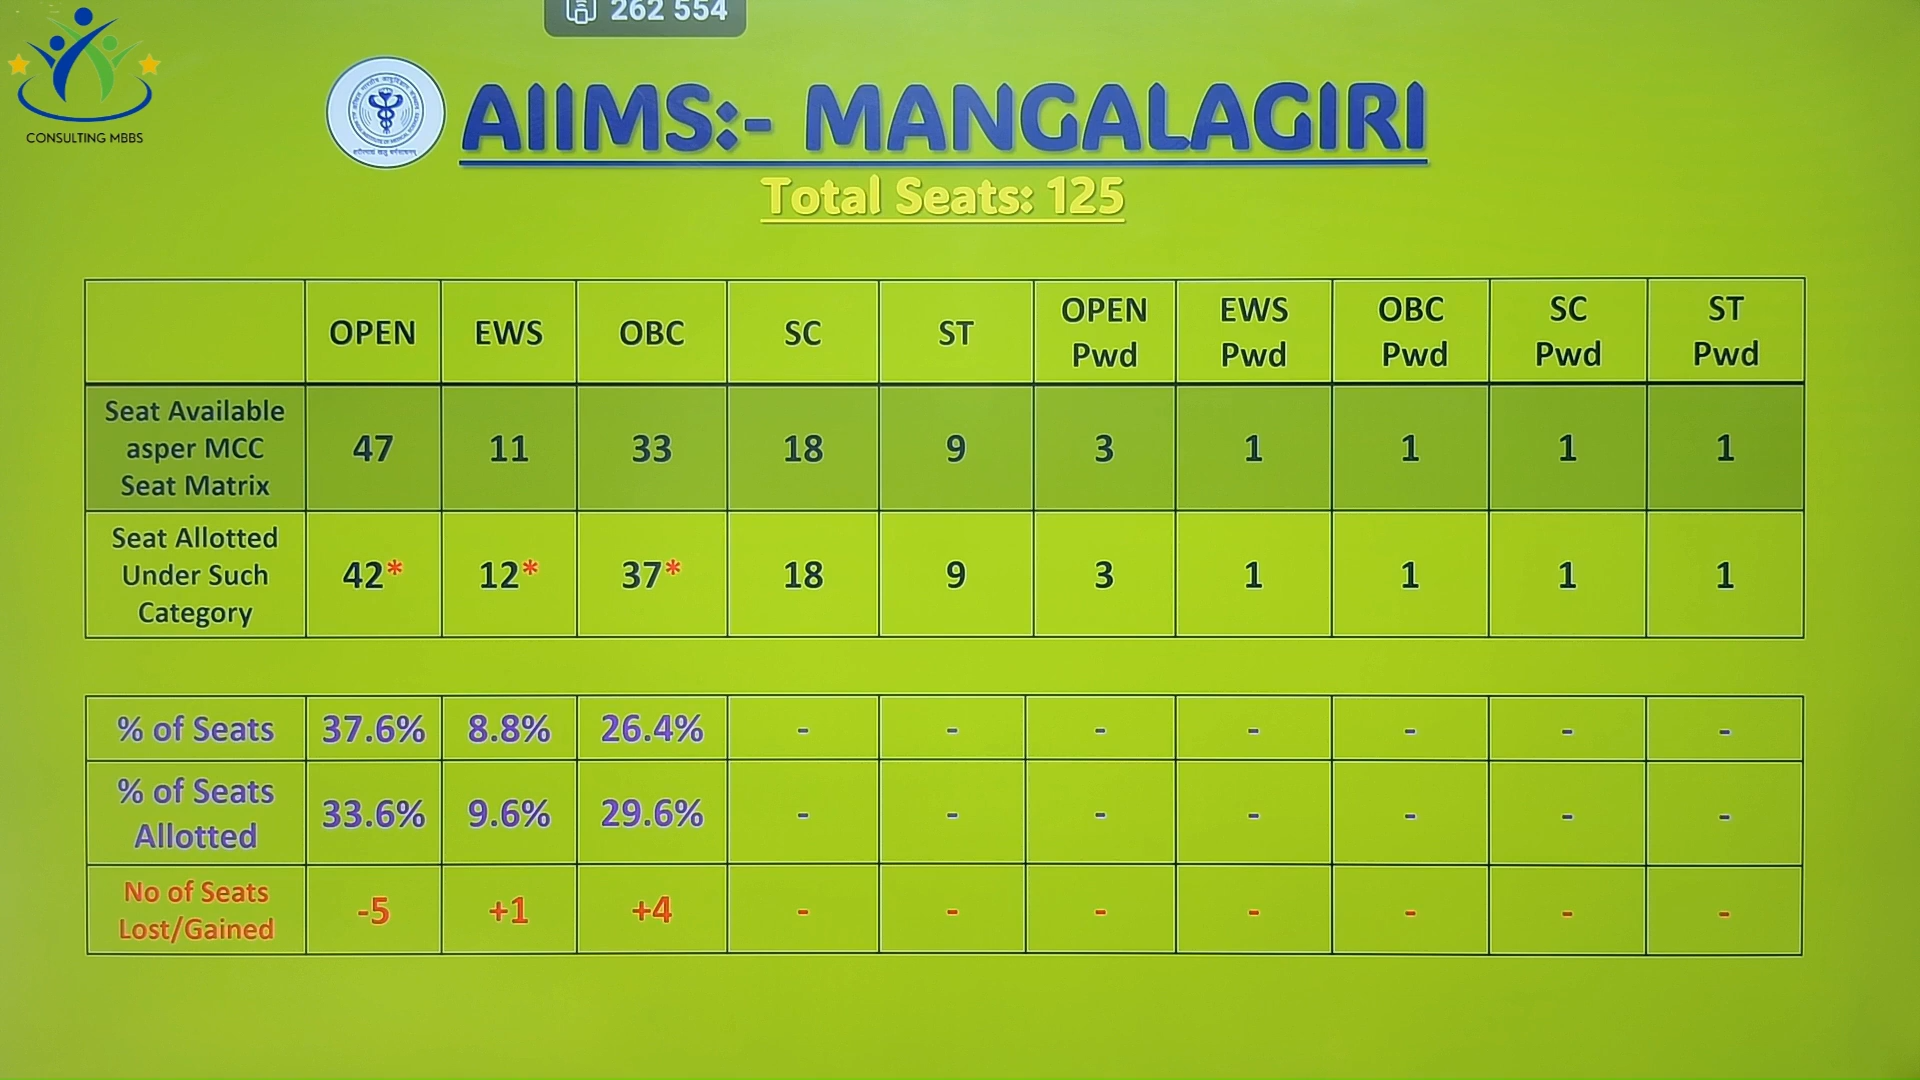 262 554
CONSULTING MBBS
AIIMS:- MANGALAGIRI
Total Seats: 125
OPEN EWS OBC SC ST OPEN Pwd EWS Pwd OBC Pwd SC Pwd ST Pwd
Seat Available asper MCC Seat Matrix 47 11 33 18 9 3 1 1 1 1
Seat Allotted Under Such Category 42* 12* 37* 18 9 3 1 1 1 1
% of Seats 37.6% 8.8% 26.4% - - - - - - -
% of Seats Allotted 33.6% 9.6% 29.6% - - - - - - -
No of Seats Lost/Gained -5 +1 +4 - - - - - - -